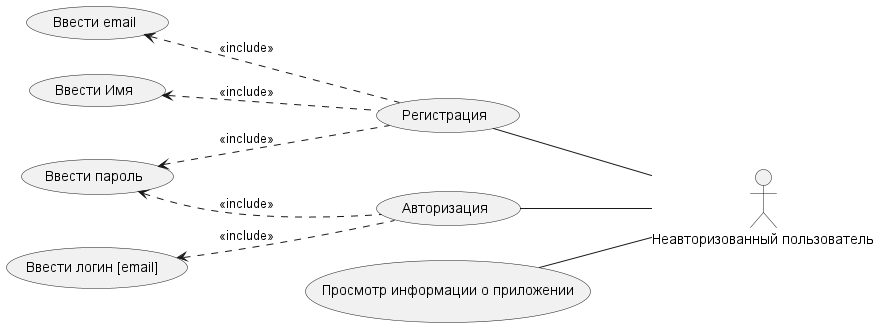 Ввести email
«include»
Ввести Имя
«include»
Регистрация
«include»
Ввести пароль
«include»
Авторизация
«include»
Неавторизованный пользователь
Ввести логин [email]
Просмотр информации о приложении